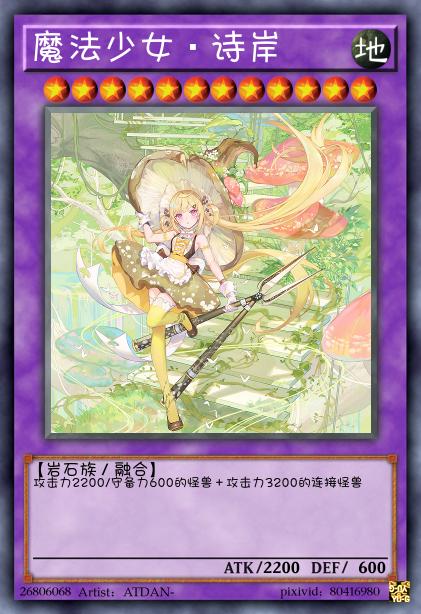 魔法少女·诗岸
地
【岩石族/融合】
攻击力2200/守备力600的怪兽+攻击力3200的连接怪兽
ATK/2200 DEF/ 600
26806068 Artist: ATDAN- pixivid: 80416980